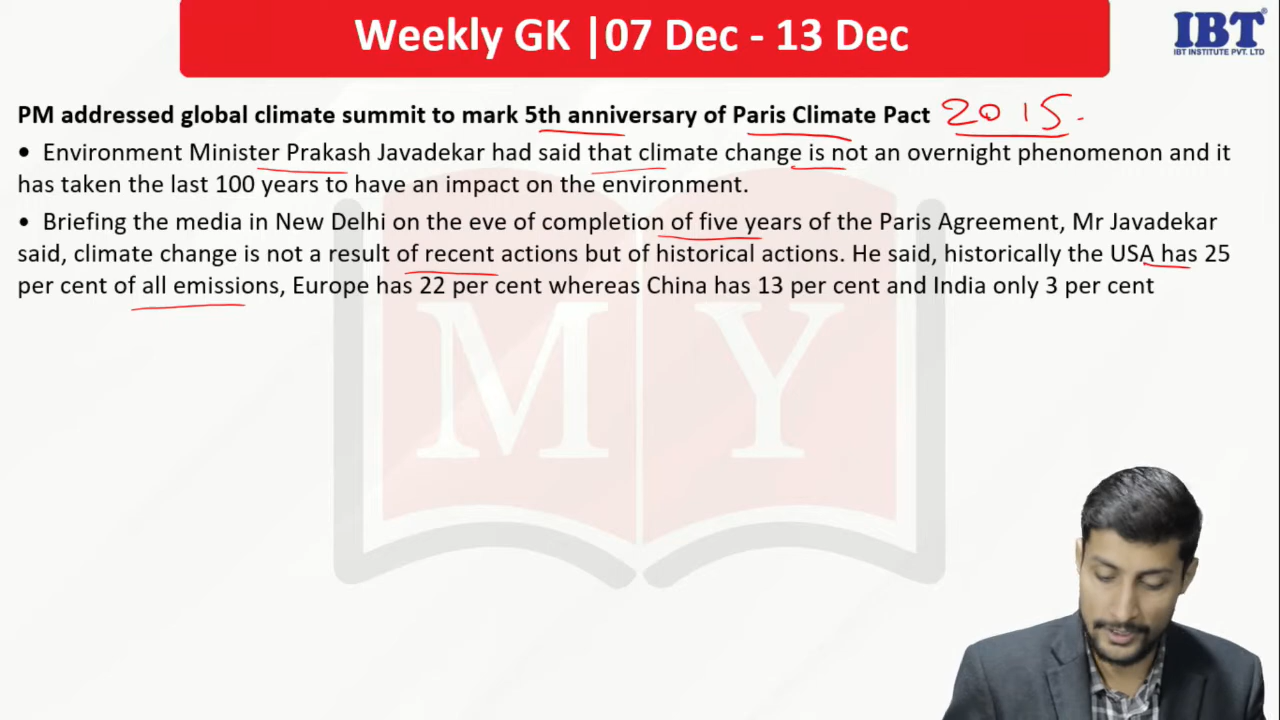 Weekly GK |07 Dec - 13 Dec
IBT
IBT INSTITUTE PVT. LTD
PM addressed global climate summit to mark 5th anniversary of Paris Climate Pact 2015.
• Environment Minister Prakash Javadekar had said that climate change is not an overnight phenomenon and it
has taken the last 100 years to have an impact on the environment.
• Briefing the media in New Delhi on the eve of completion of five years of the Paris Agreement, Mr Javadekar
said, climate change is not a result of recent actions but of historical actions. He said, historically the USA has 25
per cent of all emissions, Europe has 22 per cent whereas China has 13 per cent and India only 3 per cent
M Y